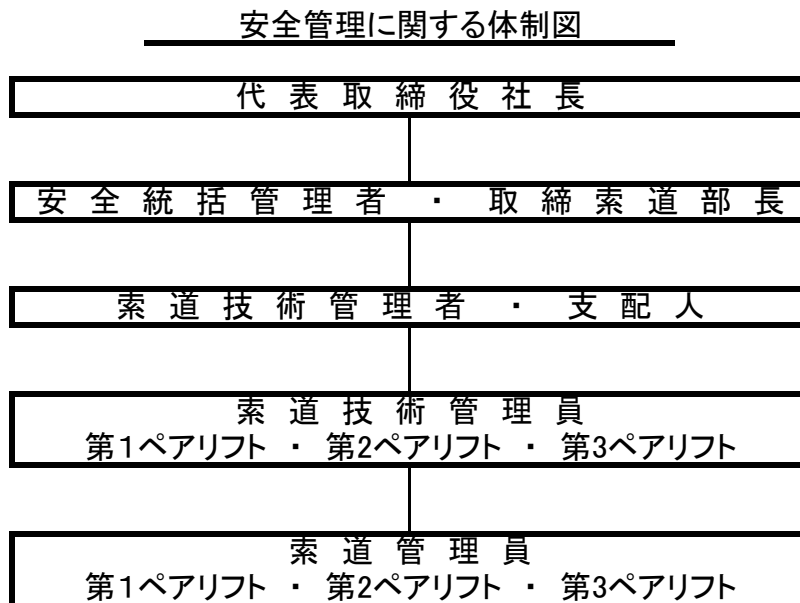 安全管理に関する体制図
代表取締役社長
安全統括管理者・取締索道部長
索道技術管理者・支配人
索道技術管理員
第1ペアリフト・第2ペアリフト・第3ペアリフト
索道管理員
第1ペアリフト・第2ペアリフト・第3ペアリフト